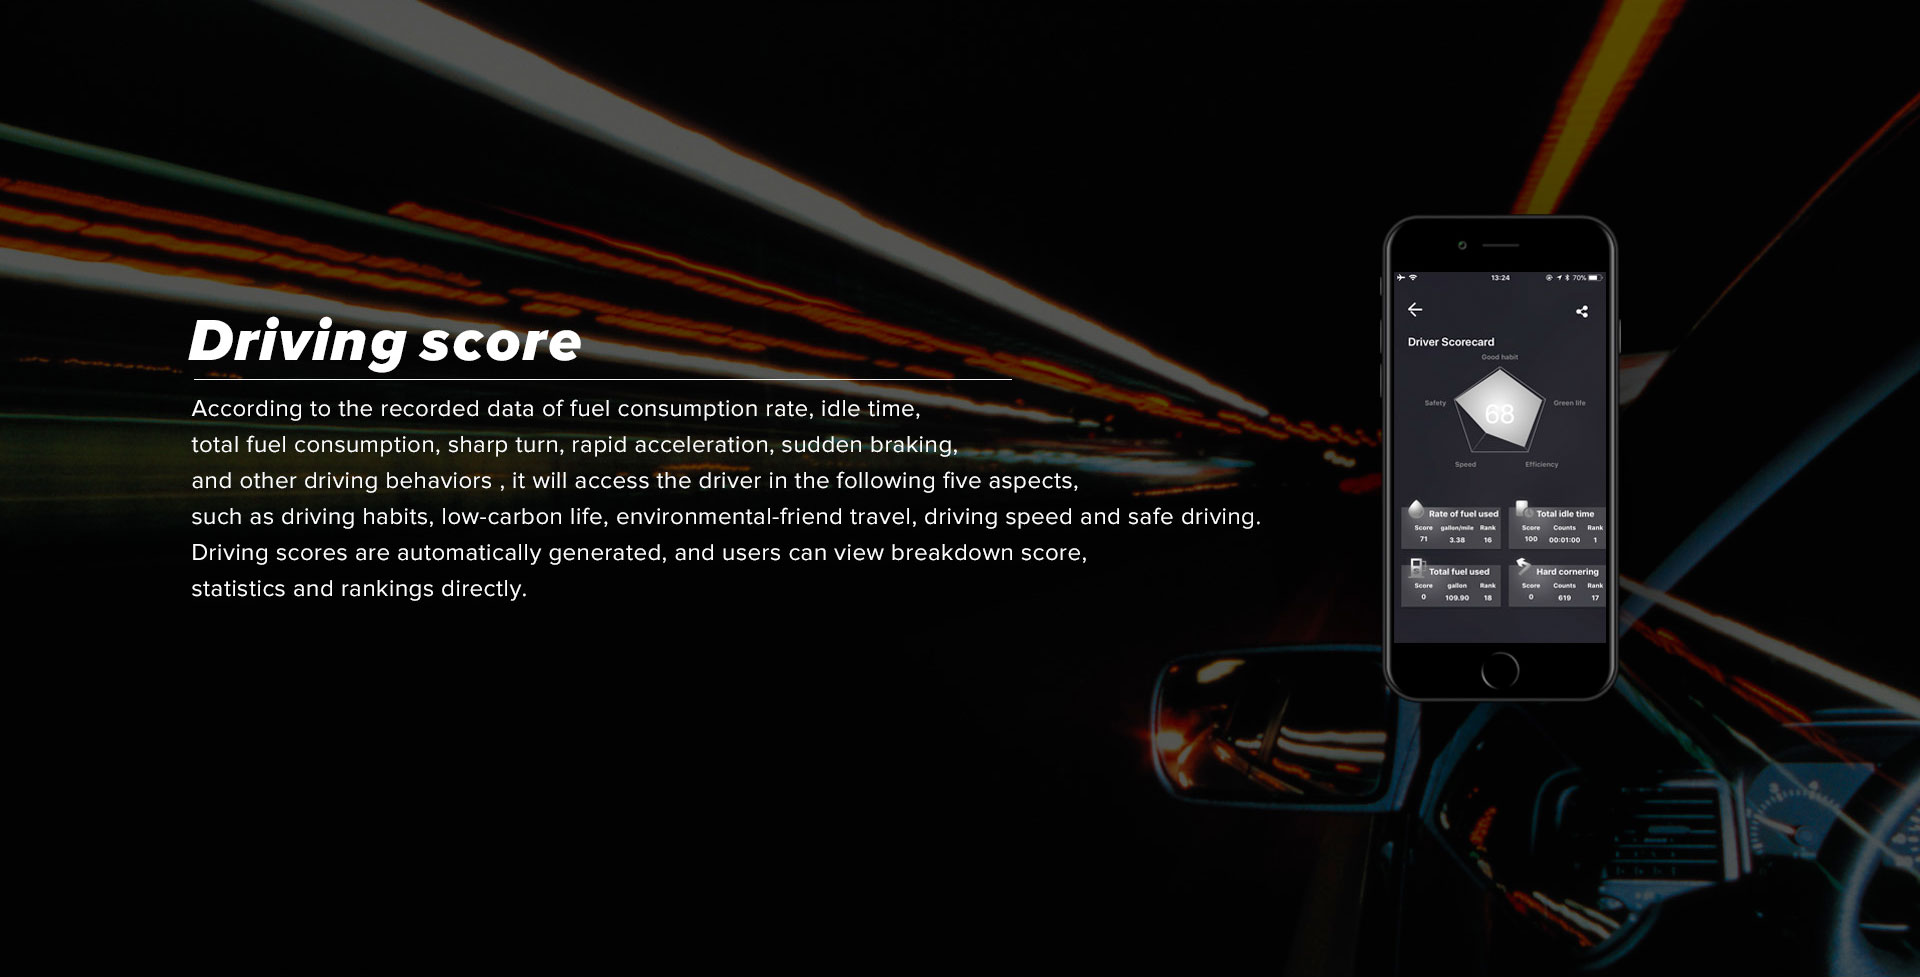 Driving score
According to the recorded data of fuel consumption rate, idle time,
total fuel consumption, sharp turn, rapid acceleration, sudden braking,
and other driving behaviors , it will access the driver in the following five aspects,
such as driving habits, low-carbon life, environmental-friend travel, driving speed and safe driving.
Driving scores are automatically generated, and users can view breakdown score,
statistics and rankings directly.
13:24 70%
Driver Scorecard
Good habit
Safety Green life
68
Speed Efficiency
Rate of fuel used
Score gallon/mile Rank
71 3.38 16
Total idle time
Score Counts Rank
100 00:01:00 1
Total fuel used
Score gallon Rank
0 109.90 18
Hard cornering
Score Counts Rank
0 619 17